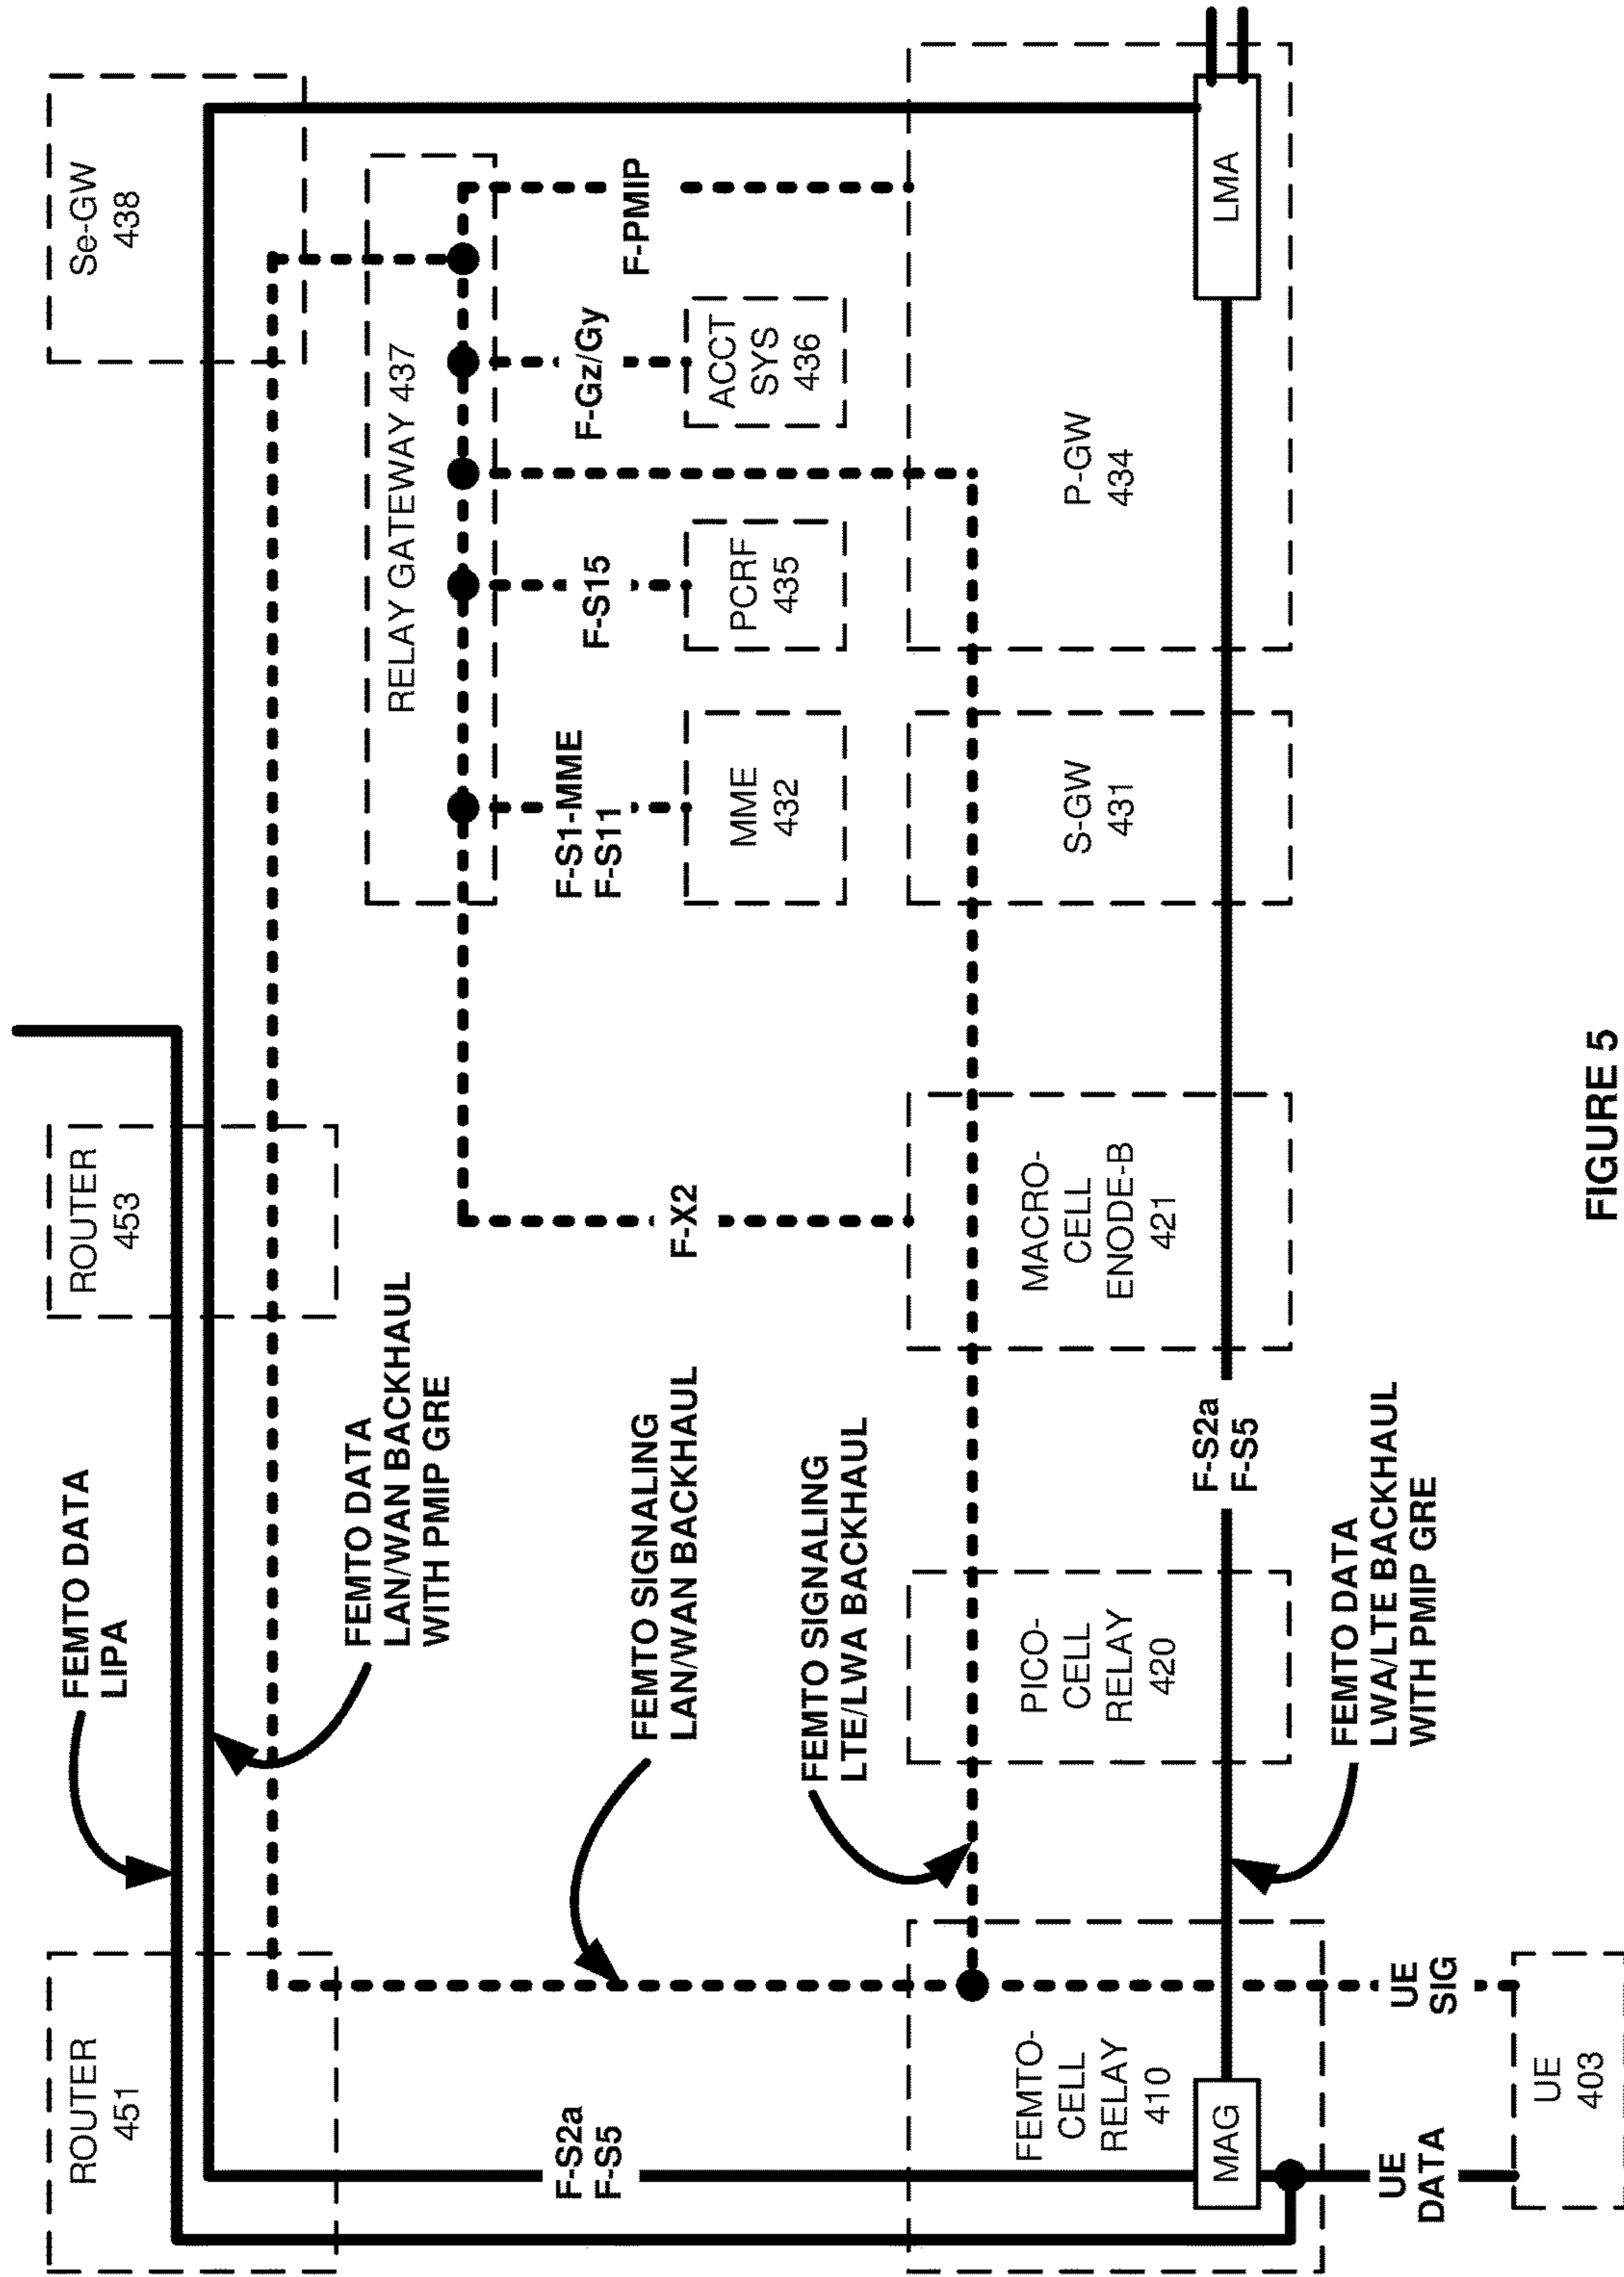 ROUTER
451
ROUTER
453
Se-GW
438
FEMTO DATA
LIPA
FEMTO DATA
LAN/WAN BACKHAUL
WITH PMIP GRE
RELAY GATEWAY 437
F-S2a
F-S5
FEMTO SIGNALING
LAN/WAN BACKHAUL
F-X2
F-S1-MME
F-S11
F-S15
F-Gz/Gy
F-PMIP
MME
432
PCRF
435
ACCT
SYS
436
FEMTO SIGNALING
LTE/LWA BACKHAUL
FEMTO-
CELL
RELAY
410
PICO-
CELL
RELAY
420
MACRO-
CELL
ENODE-B
421
S-GW
431
P-GW
434
MAG
F-S2a
F-S5
LMA
FEMTO DATA
LWA/LTE BACKHAUL
WITH PMIP GRE
UE
DATA
UE
SIG
UE
403
FIGURE 5